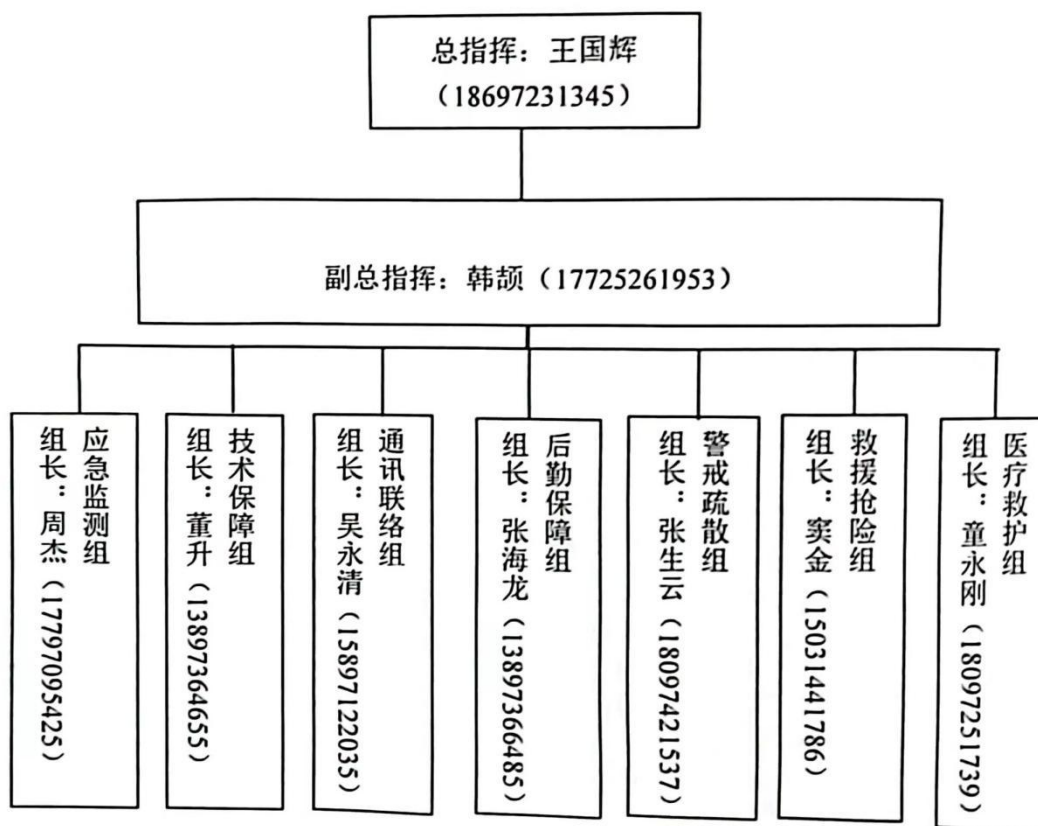 总指挥：王国辉
（18697231345）
副总指挥：韩颉（17725261953）
应急监测组
组长：周杰（17797095425）
技术保障组
组长：董升（13897364655）
通讯联络组
组长：吴永清（15897122035）
后勤保障组
组长：张海龙（13897366485）
警戒疏散组
组长：张生云（18097421537）
救援抢险组
组长：窦金（15031441786）
医疗救护组
组长：童永刚（18097251739）